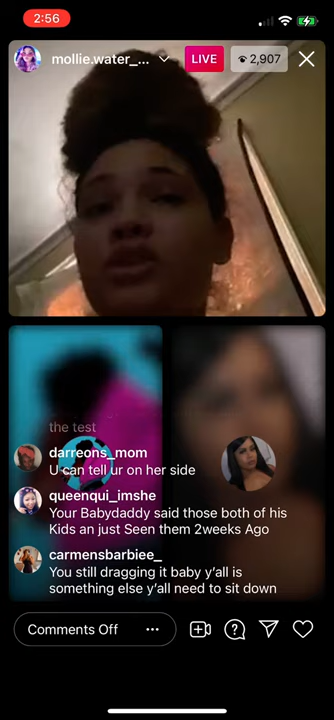 2:56
mollie.water_...
LIVE
2,907
the test
darreons_mom
U can tell ur on her side
queenqui_imshe
Your Babydaddy said those both of his
Kids an just Seen them 2weeks Ago
carmensbarbiee_
You still dragging it baby y'all is
something else y'all need to sit down
Comments Off